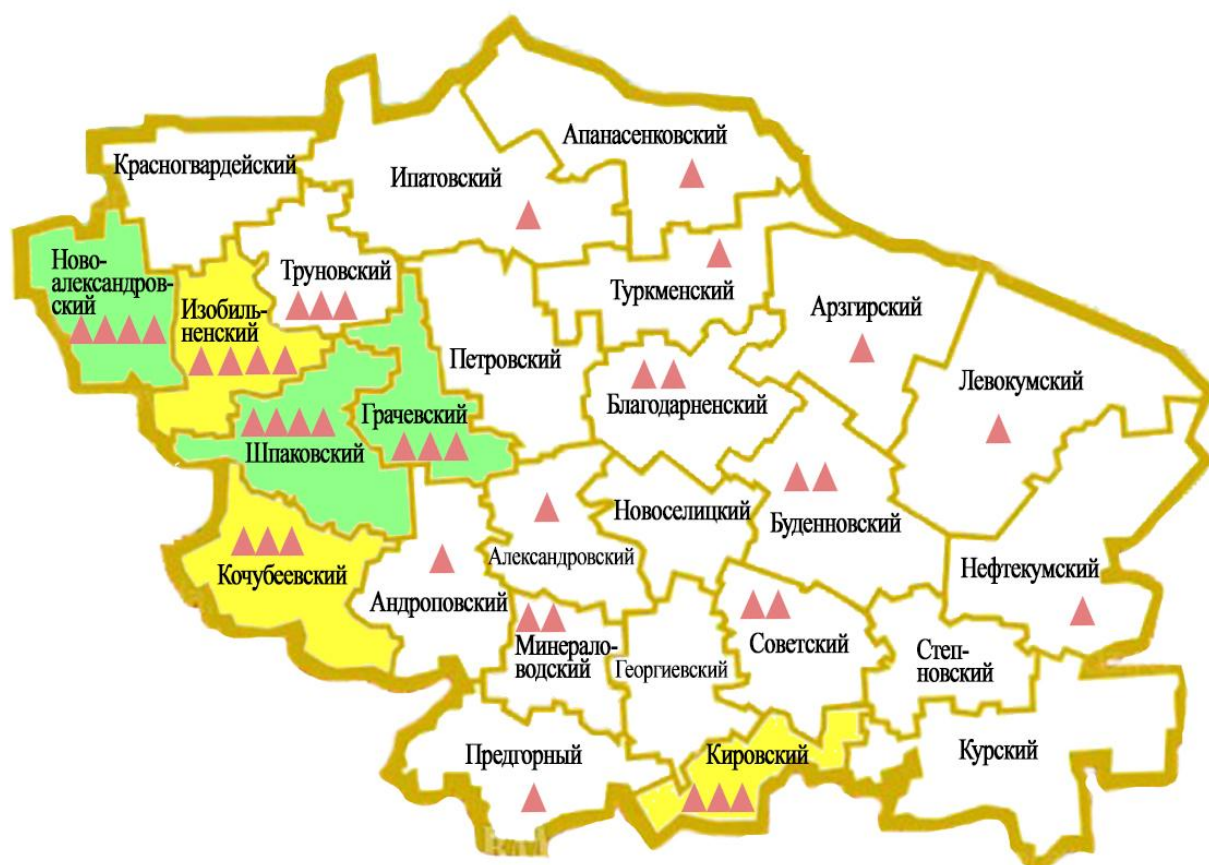 Апанасенковский
Красногвардейский
Ипатовский
Ново-
александров-
ский
Труновский
Туркменский
Изобиль-
ненский
Арзгирский
Петровский
Левокумский
Благодарненский
Грачевский
Шпаковский
Новоселицкий
Буденновский
Александровский
Кочубеевский
Нефтекумский
Андроповский
Минерало-
водский
Георгиевский
Советский
Степ-
новский
Предгорный
Кировский
Курский